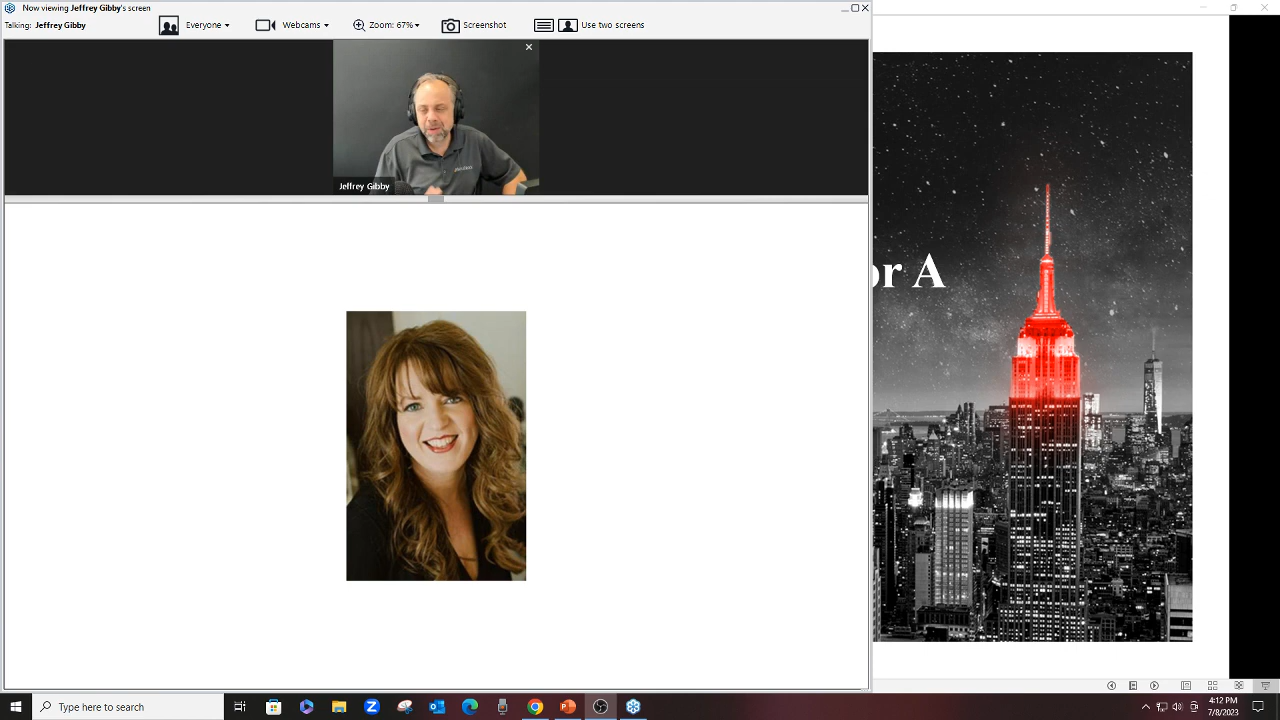 Now viewing Jeffrey Gibby's screen
Talking: Jeffrey Gibby
Everyone
Webcams
Zoom: 67%
Screenshot
Use two screens
Jeffrey Gibby
or A
Type here to search
4:12 PM
7/8/2023